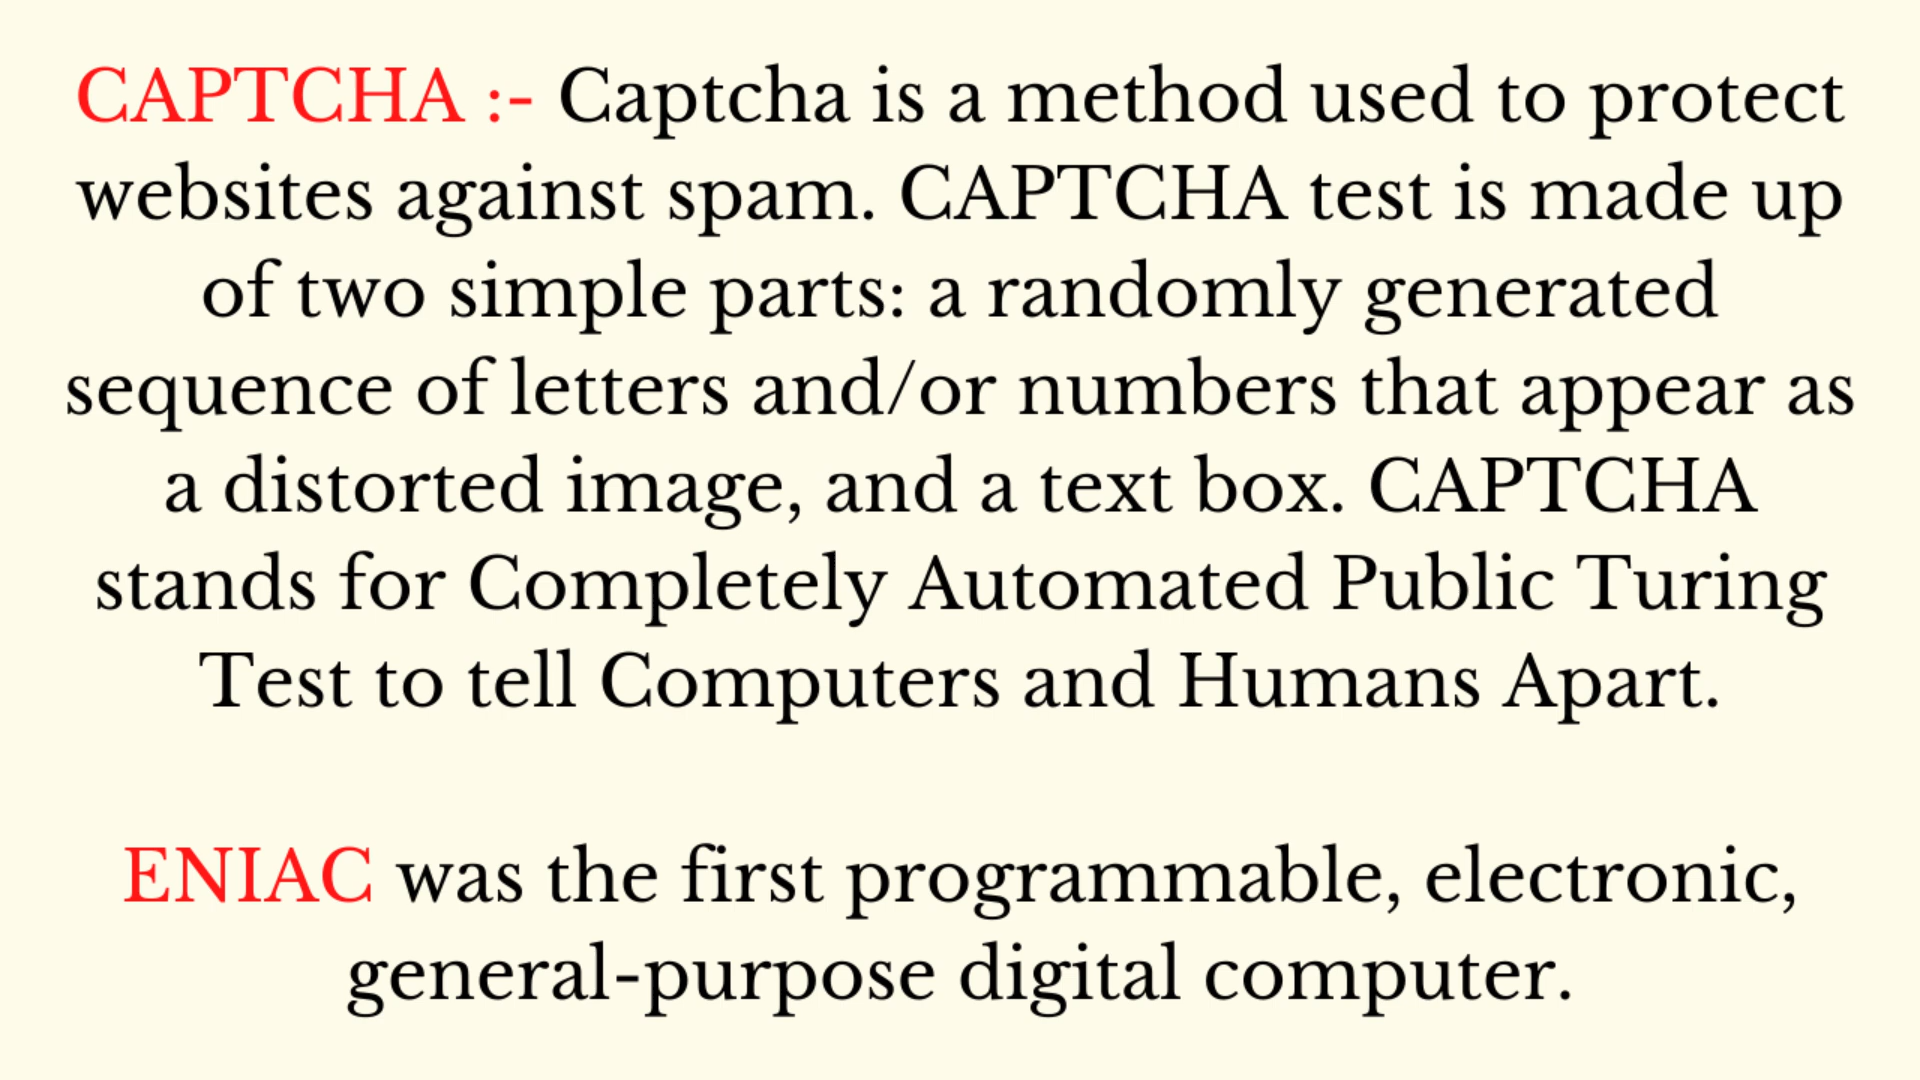 CAPTCHA :- Captcha is a method used to protect
websites against spam. CAPTCHA test is made up
of two simple parts: a randomly generated
sequence of letters and/or numbers that appear as
a distorted image, and a text box. CAPTCHA
stands for Completely Automated Public Turing
Test to tell Computers and Humans Apart.
ENIAC was the first programmable, electronic,
general-purpose digital computer.